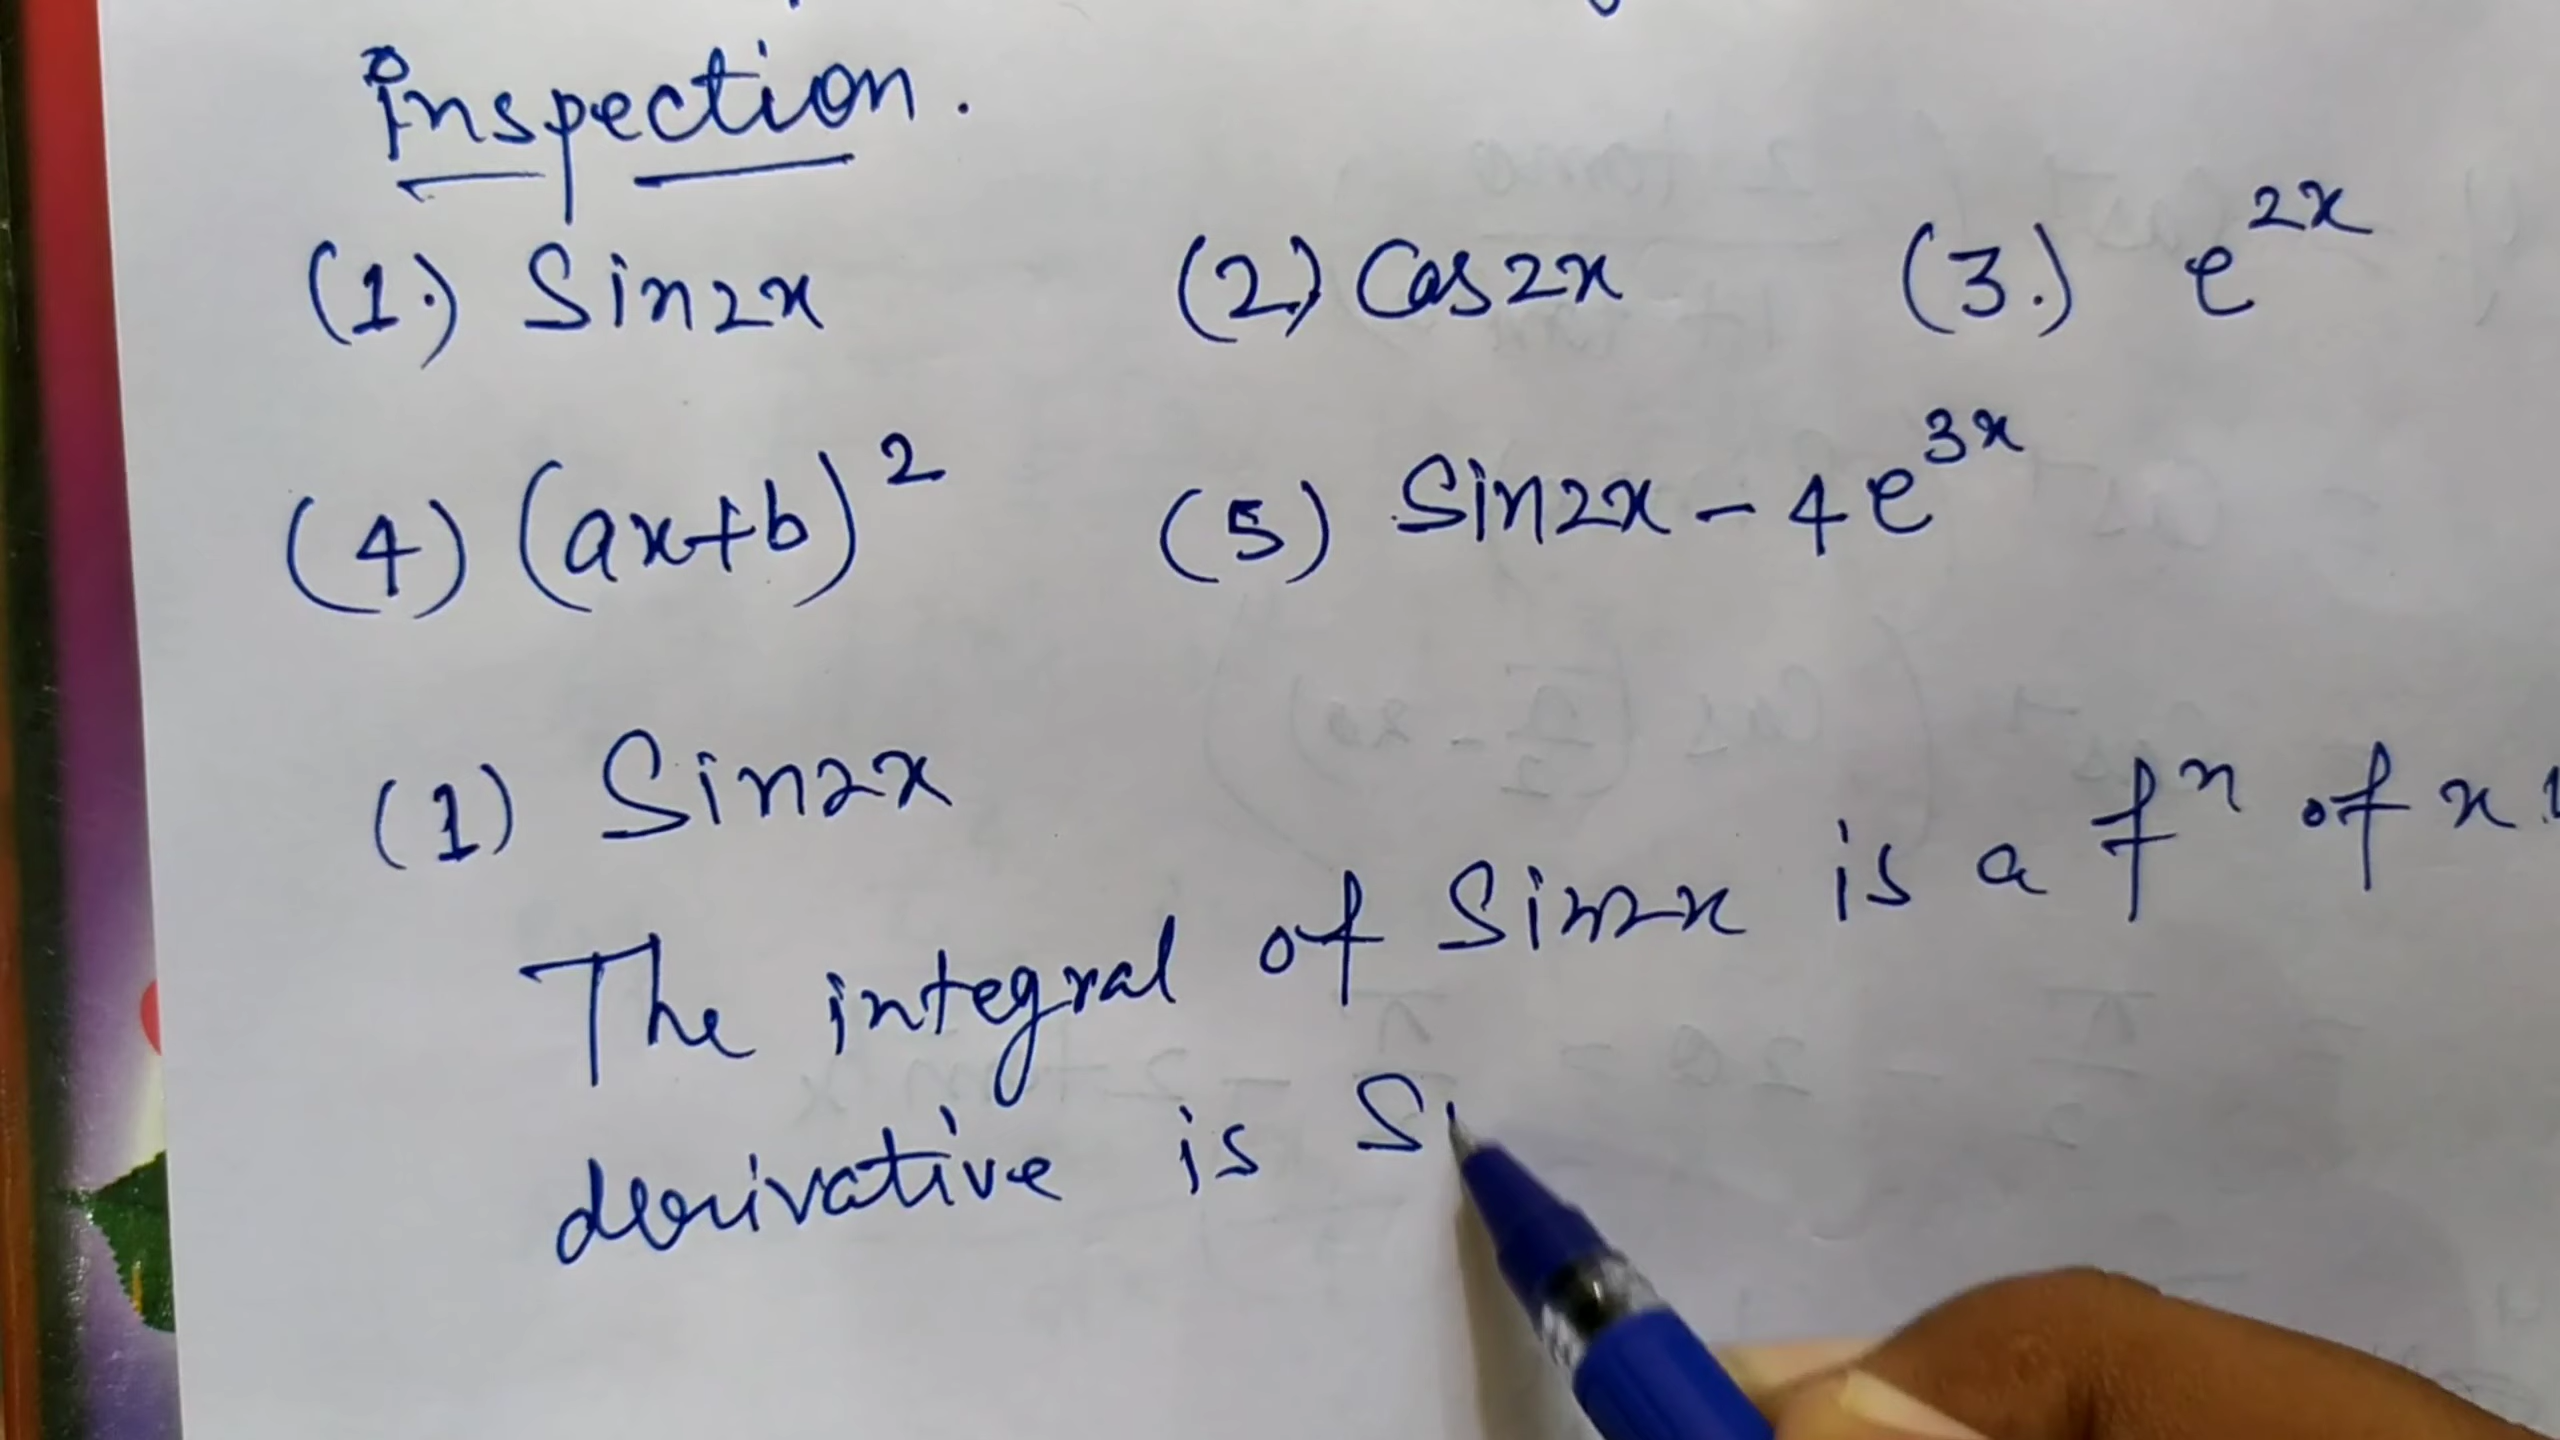 Inspection.
(1.) Sin2x (2) Cos2x (3.) e^2x
(4) (ax+b)^2 (5) Sin2x - 4e^3x
(1) Sin2x
The integral of Sin2x is a f^n of x
derivative is S